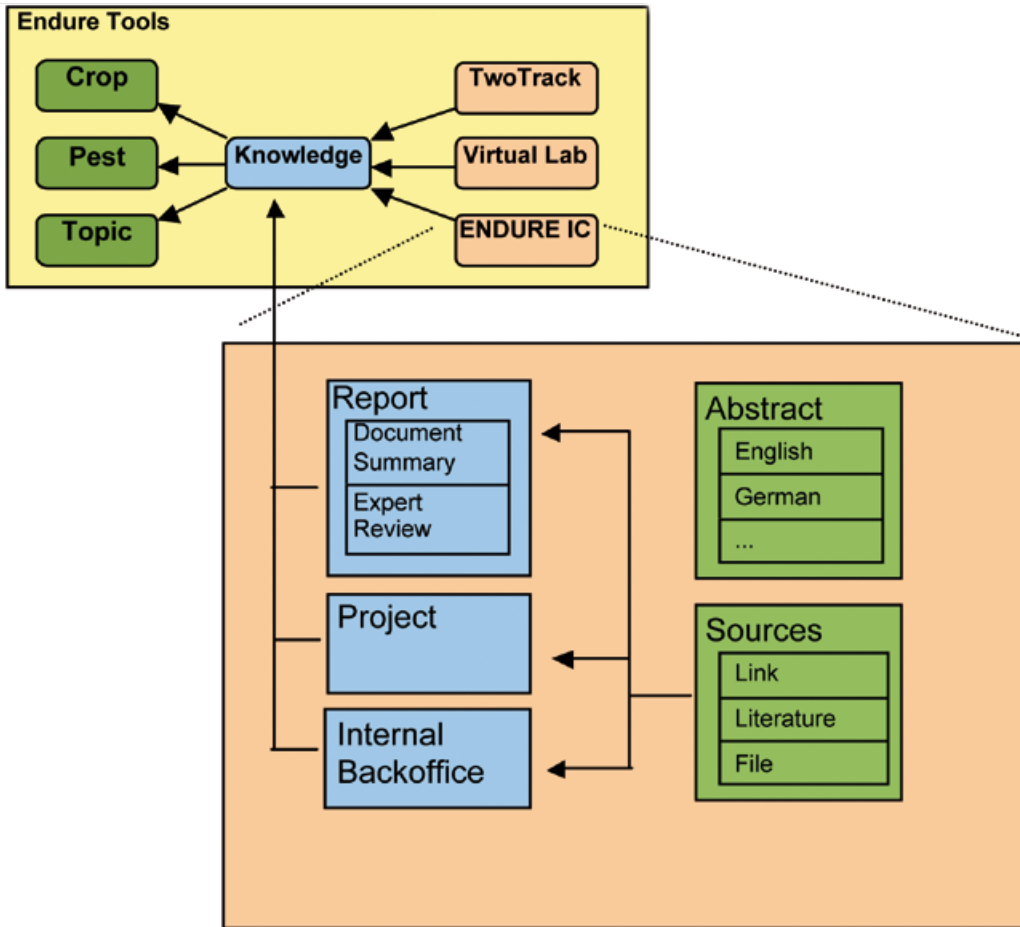 Endure Tools
Crop
TwoTrack
Pest
Knowledge
Virtual Lab
Topic
ENDURE IC
Report
Document
Summary
Expert
Review
Project
Internal
Backoffice
Abstract
English
German
...
Sources
Link
Literature
File